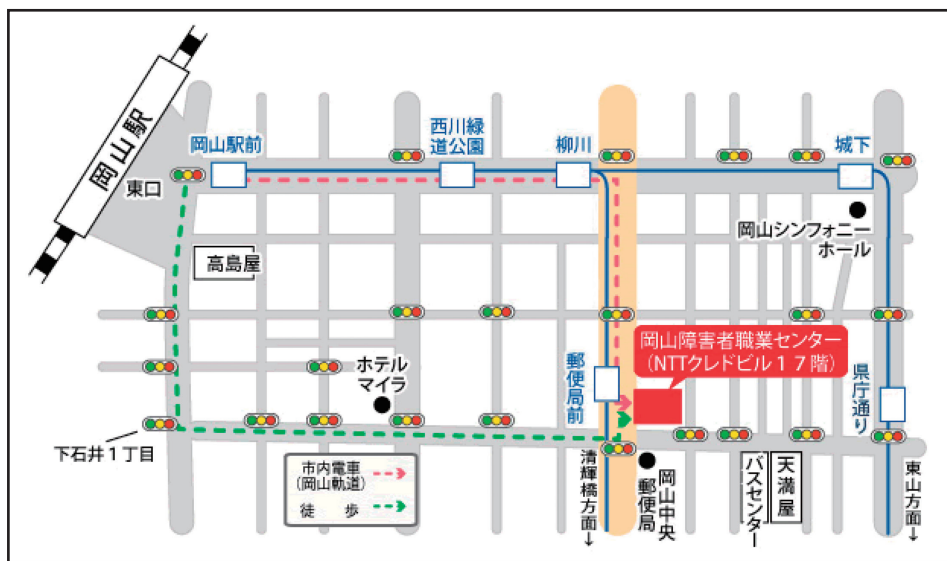 岡山駅
東口
岡山駅前
西川緑
道公園
柳川
城下
岡山シンフォニー
ホール
高島屋
岡山障害者職業センター
(NTTクレドビル17階)
ホテル
マイラ
郵便局前
県庁通り
下石井1丁目
市内電車
(岡山軌道)
徒 歩
清輝橋方面→
岡山中央
郵便局
天満屋
バスセンター
東山方面→